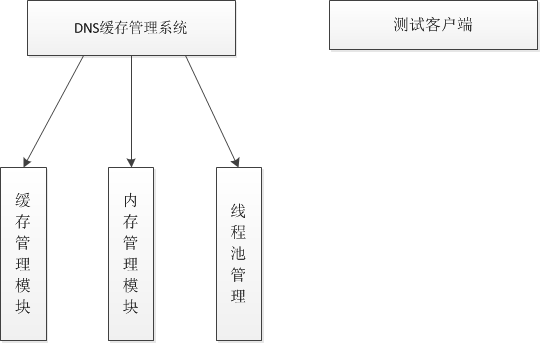 DNS缓存管理系统
测试客户端
缓存管理模块
内存管理模块
线程池管理